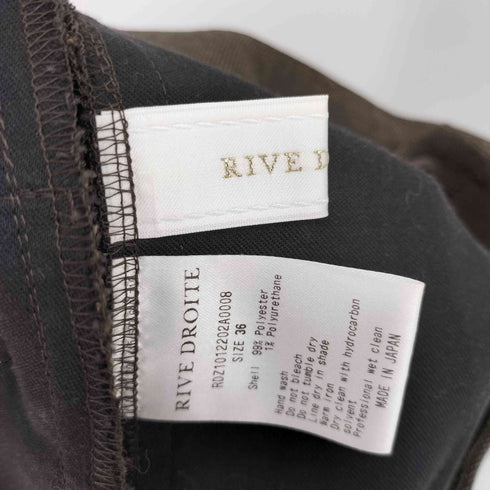 RIVE D
RIVE DROITE
RDZ1012202A0008
SIZE 36
Shell 99% Polyester
1% Polyurethane
Hand wash
Do not bleach
Do not tumble dry
Line dry in shade
Warm iron
Dry clean with hydrocarbon
solvent
Professional wet clean
MADE IN JAPAN